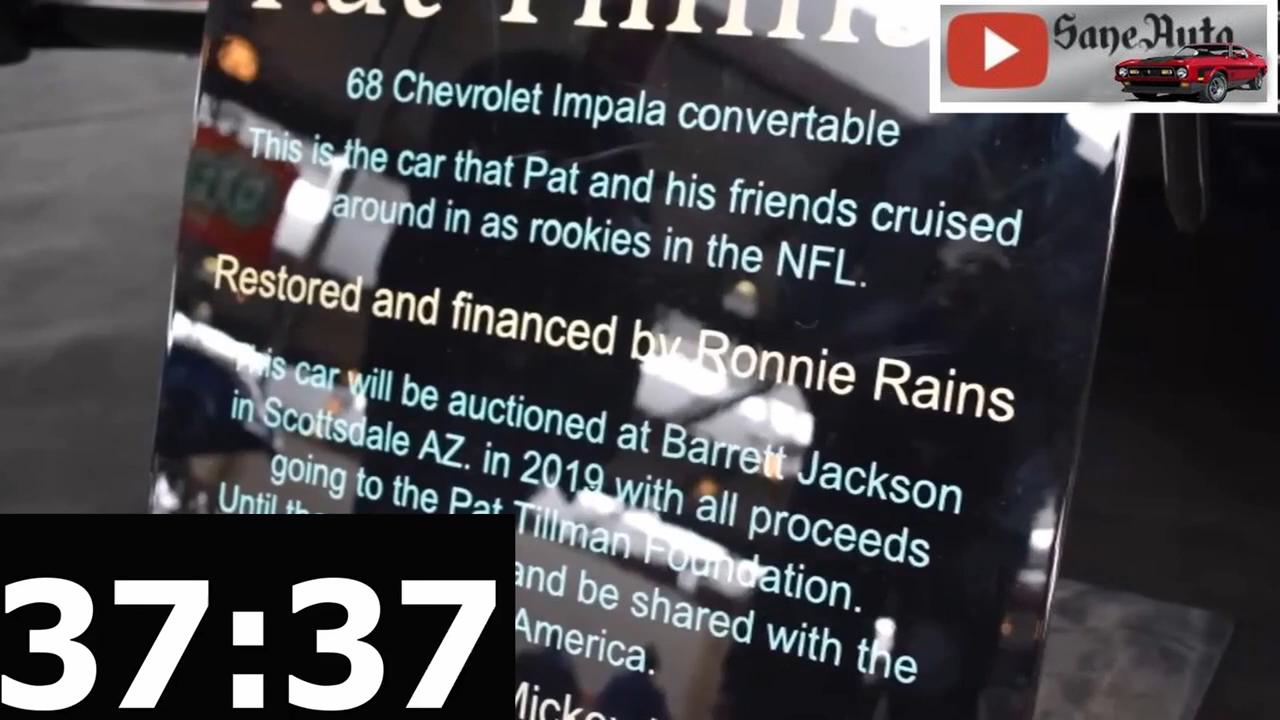 SaneAuto
Pat Tillman
68 Chevrolet Impala convertable
This is the car that Pat and his friends cruised
around in as rookies in the NFL.
Restored and financed by Ronnie Rains
This car will be auctioned at Barrett Jackson
in Scottsdale AZ. in 2019 with all proceeds
going to the Pat Tillman Foundation.
Until
and be shared with the
America.
37:37